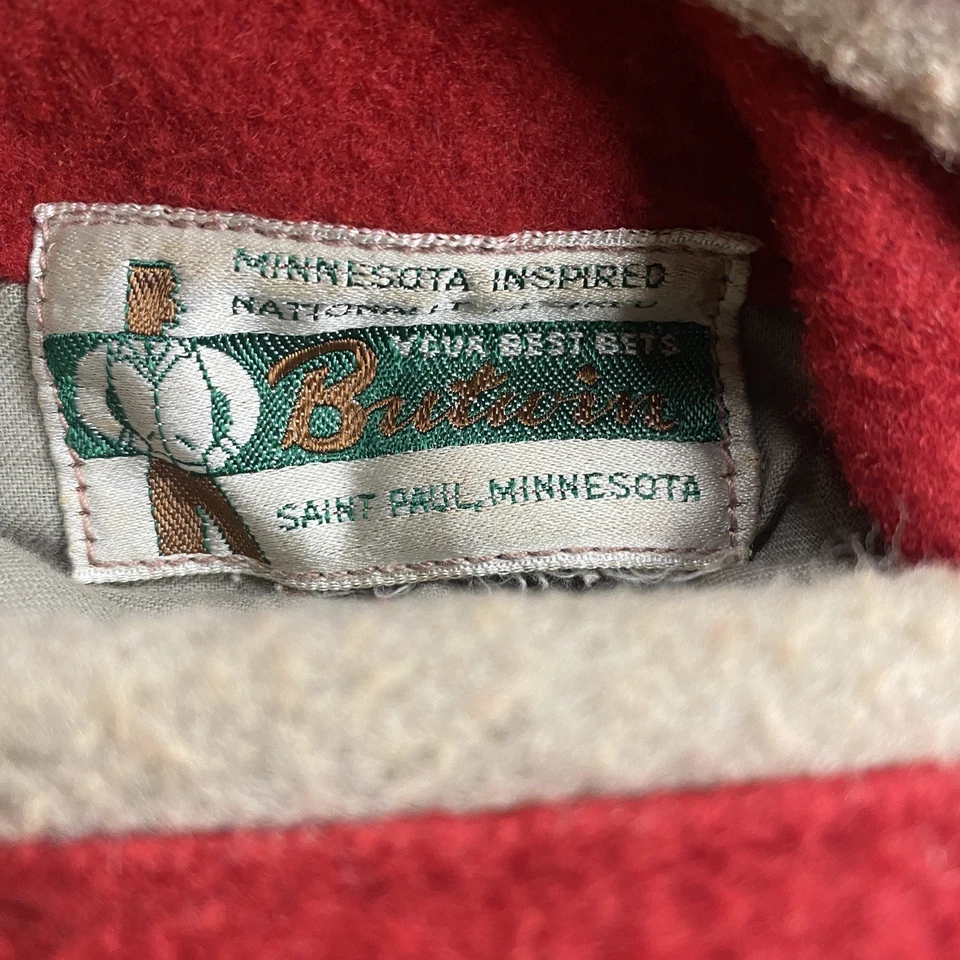 MINNESOTA INSPIRED
YOUR BEST BETS
Butwin
SAINT PAUL, MINNESOTA